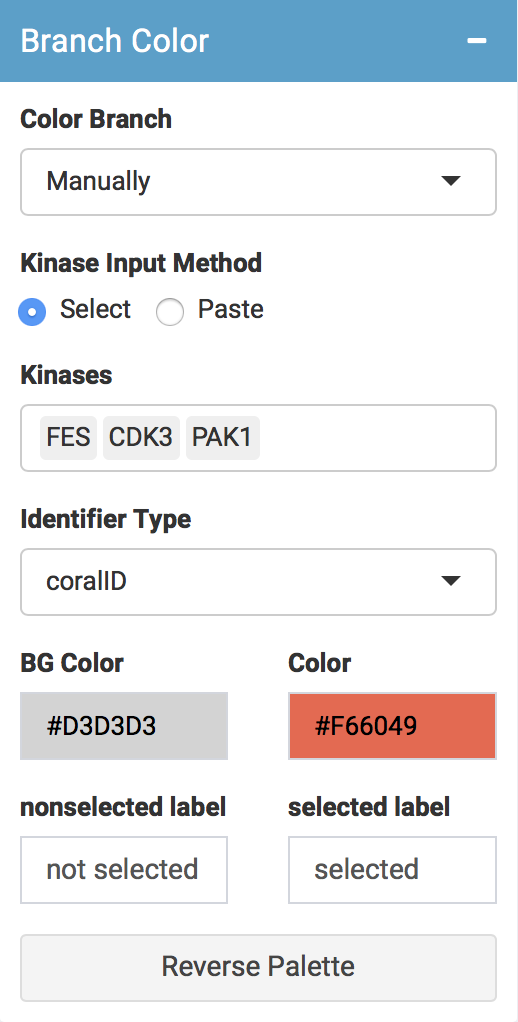 Branch Color
Color Branch
Manually
Kinase Input Method
Select Paste
Kinases
FES CDK3 PAK1
Identifier Type
coralID
BG Color Color
#D3D3D3 #F66049
nonselected label selected label
not selected selected
Reverse Palette